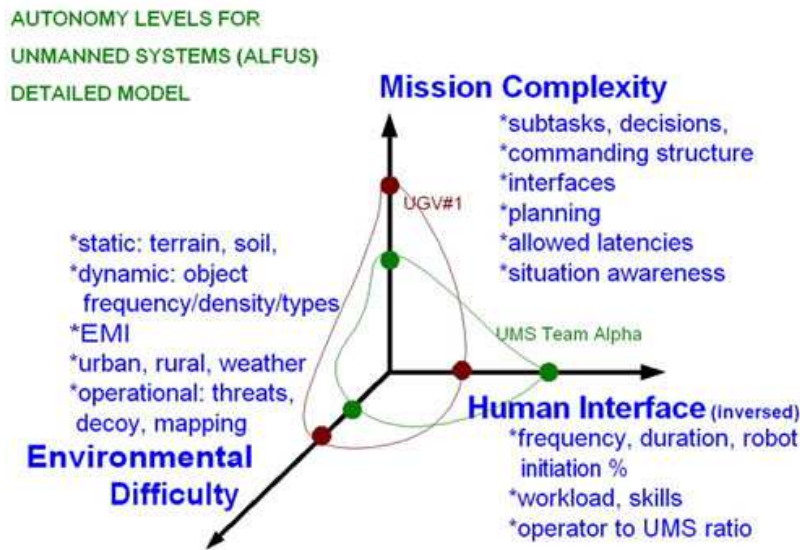 AUTONOMY LEVELS FOR
UNMANNED SYSTEMS (ALFUS)
DETAILED MODEL
Mission Complexity
*subtasks, decisions,
*commanding structure
*interfaces
*planning
*allowed latencies
*situation awareness
UGV#1
*static: terrain, soil,
*dynamic: object
frequency/density/types
*EMI
*urban, rural, weather
*operational: threats,
decoy, mapping
Environmental
Difficulty
UMS Team Alpha
Human Interface (inversed)
*frequency, duration, robot
initiation %
*workload, skills
*operator to UMS ratio